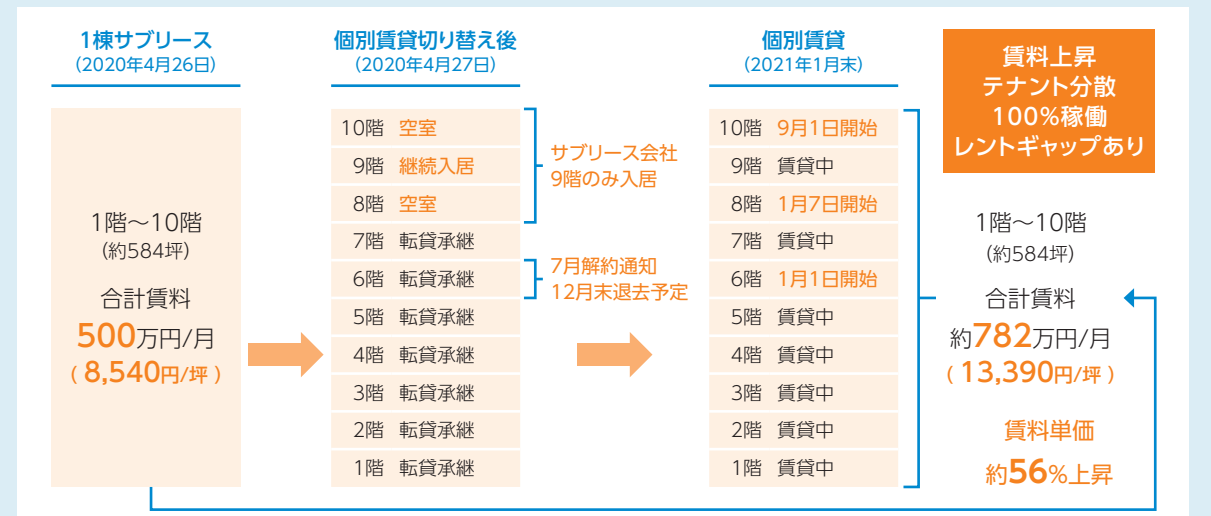 1棟サブリース
（2020年4月26日）
1階～10階
（約584坪）
合計賃料
500万円/月
（8,540円/坪）
個別賃貸切り替え後
（2020年4月27日）
10階 空室
9階 継続入居
8階 空室
7階 転貸承継
6階 転貸承継
5階 転貸承継
4階 転貸承継
3階 転貸承継
2階 転貸承継
1階 転貸承継
サブリース会社
9階のみ入居
7月解約通知
12月末退去予定
個別賃貸
（2021年1月末）
10階 9月1日開始
9階 賃貸中
8階 1月7日開始
7階 賃貸中
6階 1月1日開始
5階 賃貸中
4階 賃貸中
3階 賃貸中
2階 賃貸中
1階 賃貸中
賃料上昇
テナント分散
100%稼働
レントギャップあり
1階～10階
（約584坪）
合計賃料
約782万円/月
（13,390円/坪）
賃料単価
約56%上昇